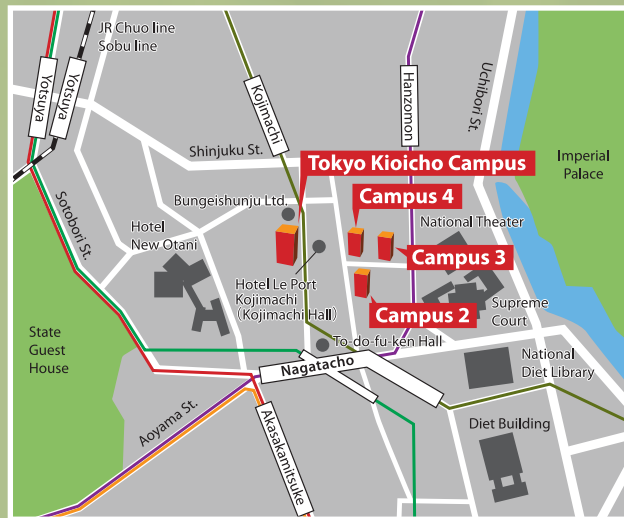 JR Chuo line
Sobu line
Yotsuya
Yotsuya
Kojimachi
Hanzomon
Uchibori St.
Shinjuku St.
Imperial
Palace
Tokyo Kioicho Campus
Campus 4
Bungeishunju Ltd.
National Theater
Sotobori St.
Hotel
New Otani
Campus 3
Hotel Le Port
Kojimachi
(Kojimachi Hall)
Campus 2
Supreme
Court
State
Guest
House
To-do-fu-ken Hall
National
Diet Library
Nagatacho
Aoyama St.
Akasakamitsuke
Diet Building